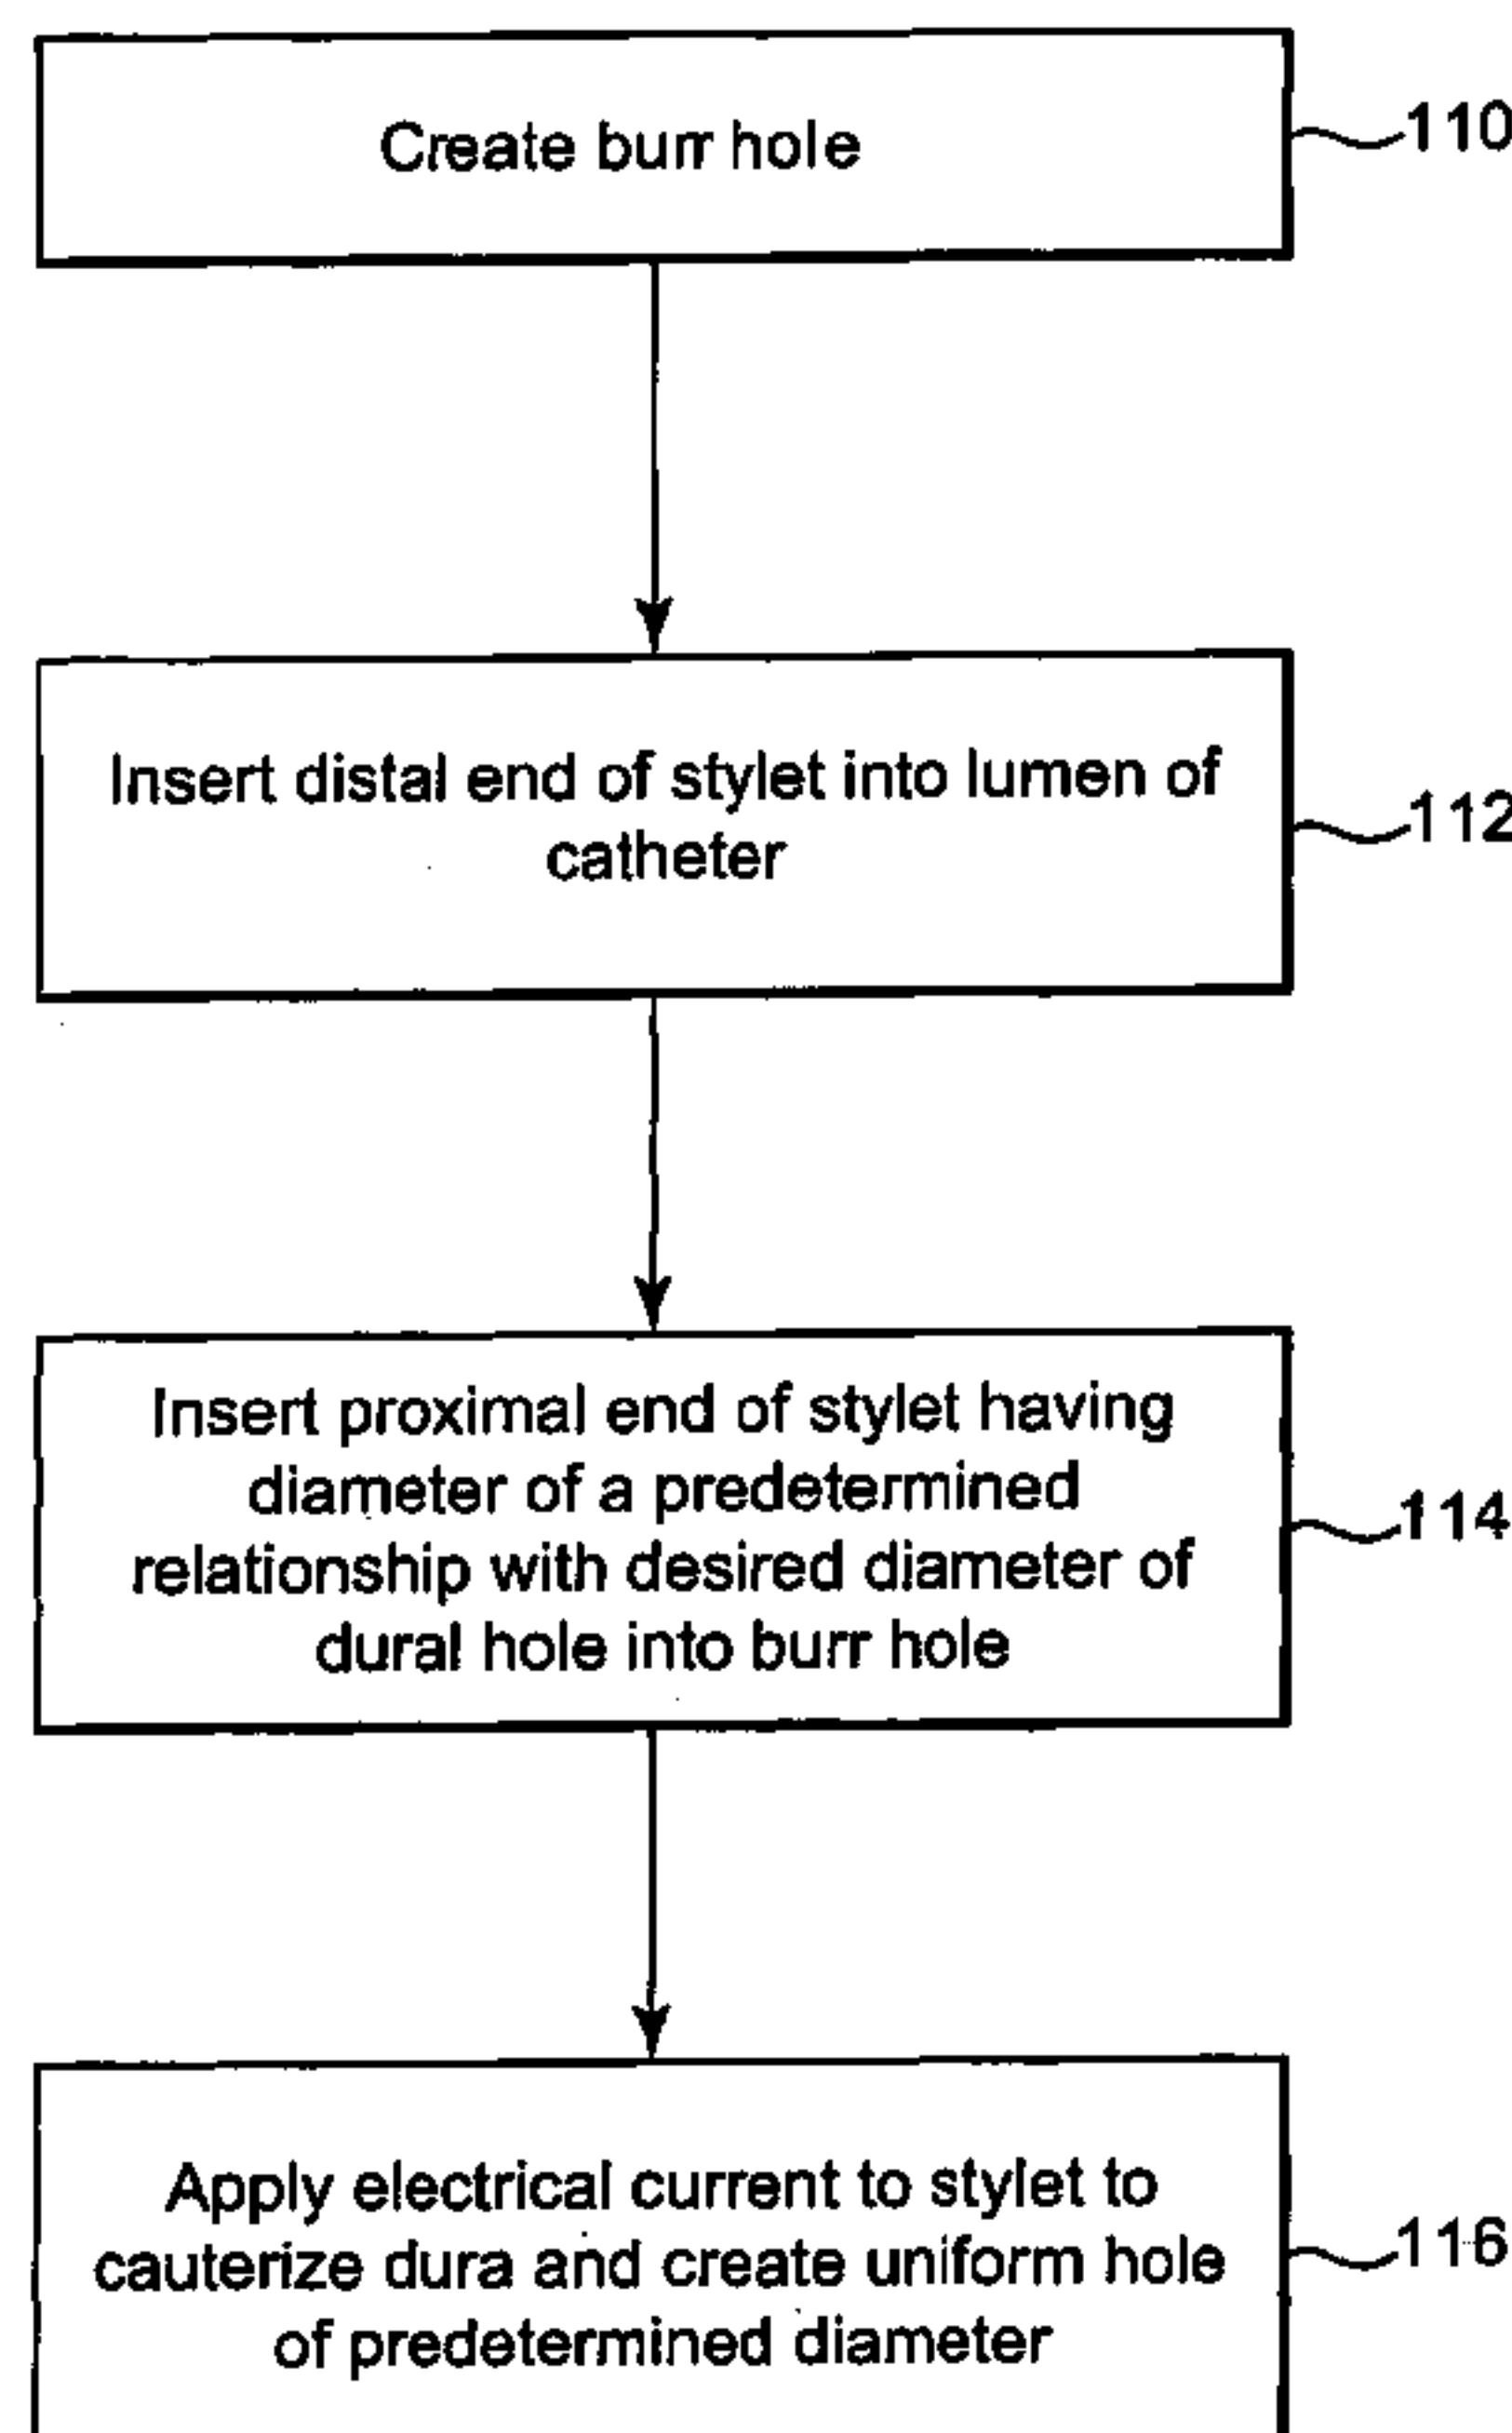 Create burr hole
110
Insert distal end of stylet into lumen of
catheter
112
Insert proximal end of stylet having
diameter of a predetermined
relationship with desired diameter of
dural hole into burr hole
114
Apply electrical current to stylet to
cauterize dura and create uniform hole
of predetermined diameter
116